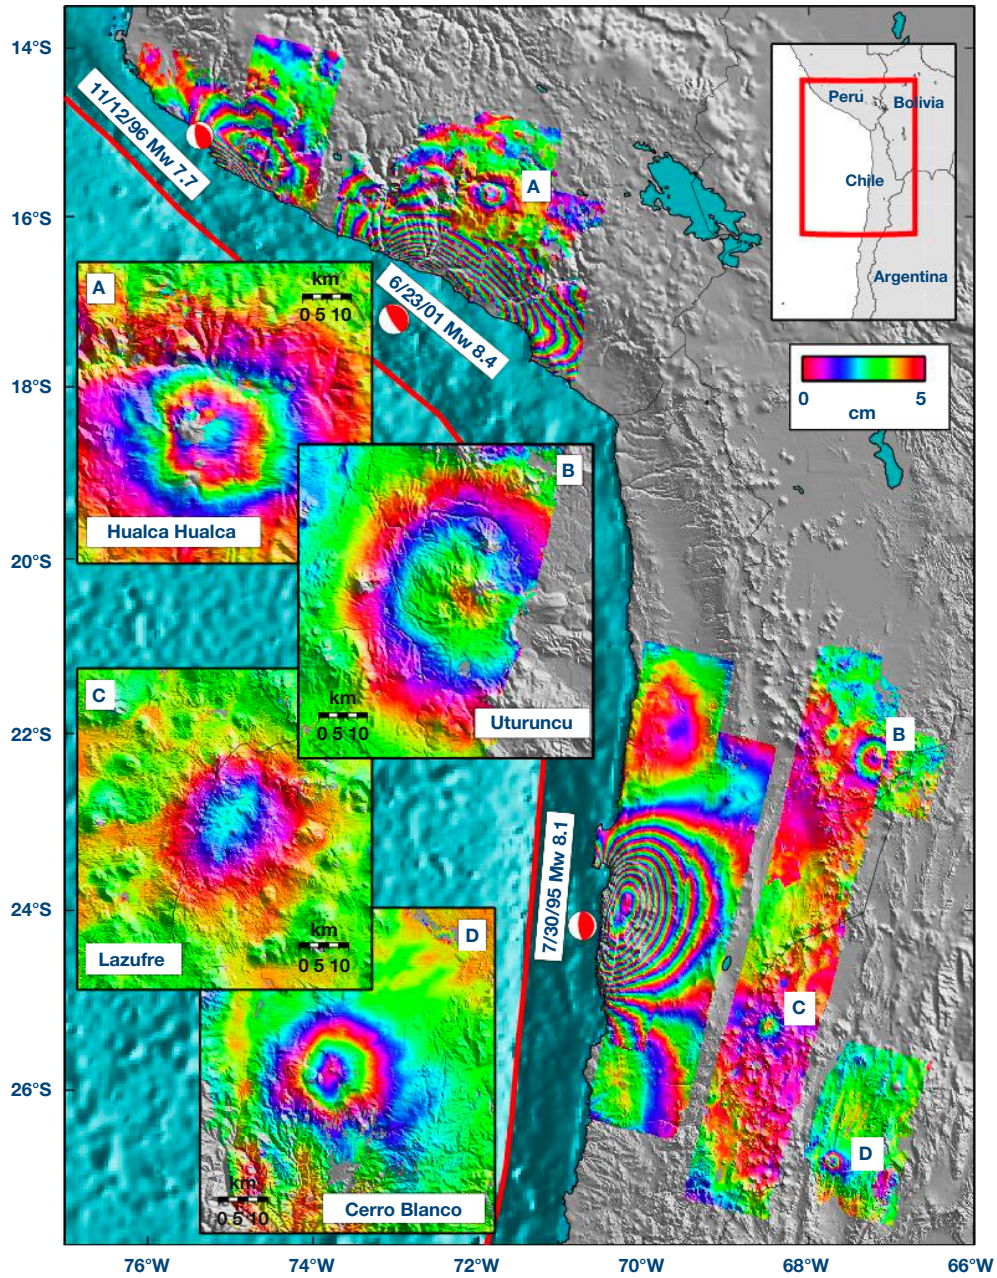 14°S
16°S
18°S
20°S
22°S
24°S
26°S
76°W
74°W
72°W
70°W
68°W
66°W
11/12/96 Mw 7.7
6/23/01 Mw 8.4
7/30/95 Mw 8.1
A
B
C
D
Peru
Bolivia
Chile
Argentina
0 5
cm
A
km
0 5 10
Hualca Hualca
B
km
0 5 10
Uturuncu
C
km
0 5 10
Lazufre
D
km
0 5 10
Cerro Blanco